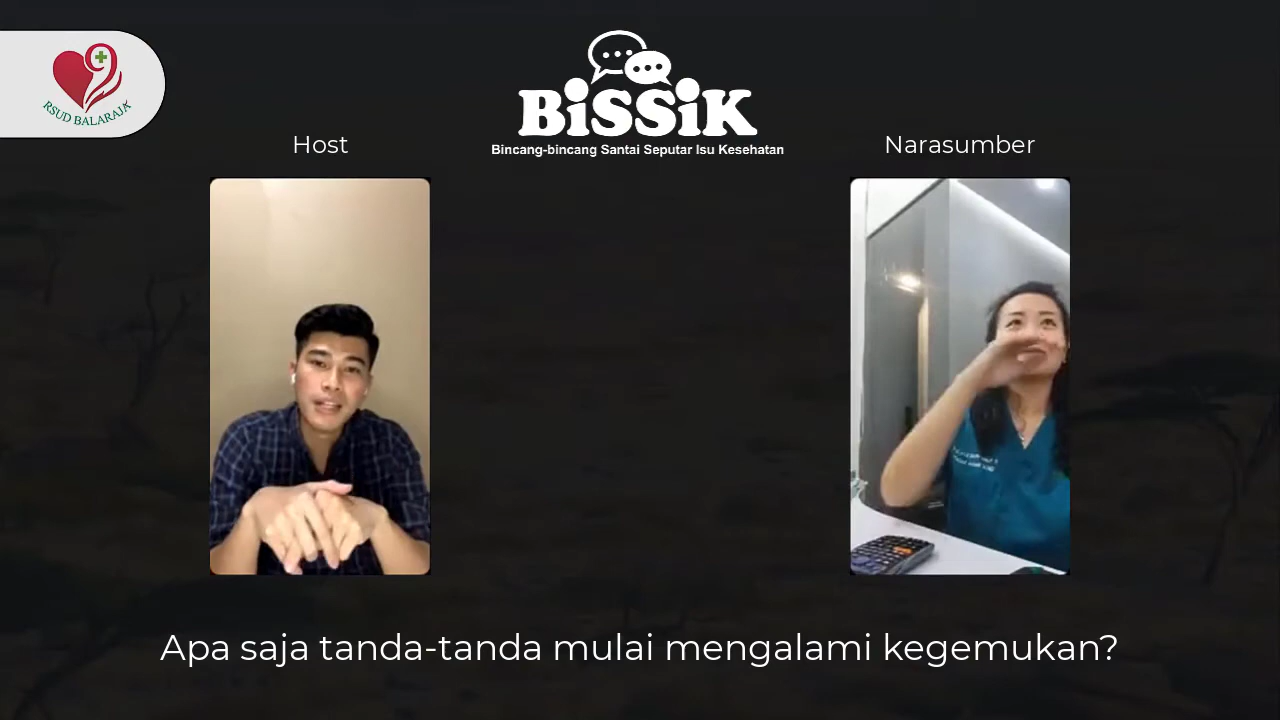 RSUD BALARAJA
BiSSiK
Bincang-bincang Santai Seputar Isu Kesehatan
Host
Narasumber
Apa saja tanda-tanda mulai mengalami kegemukan?